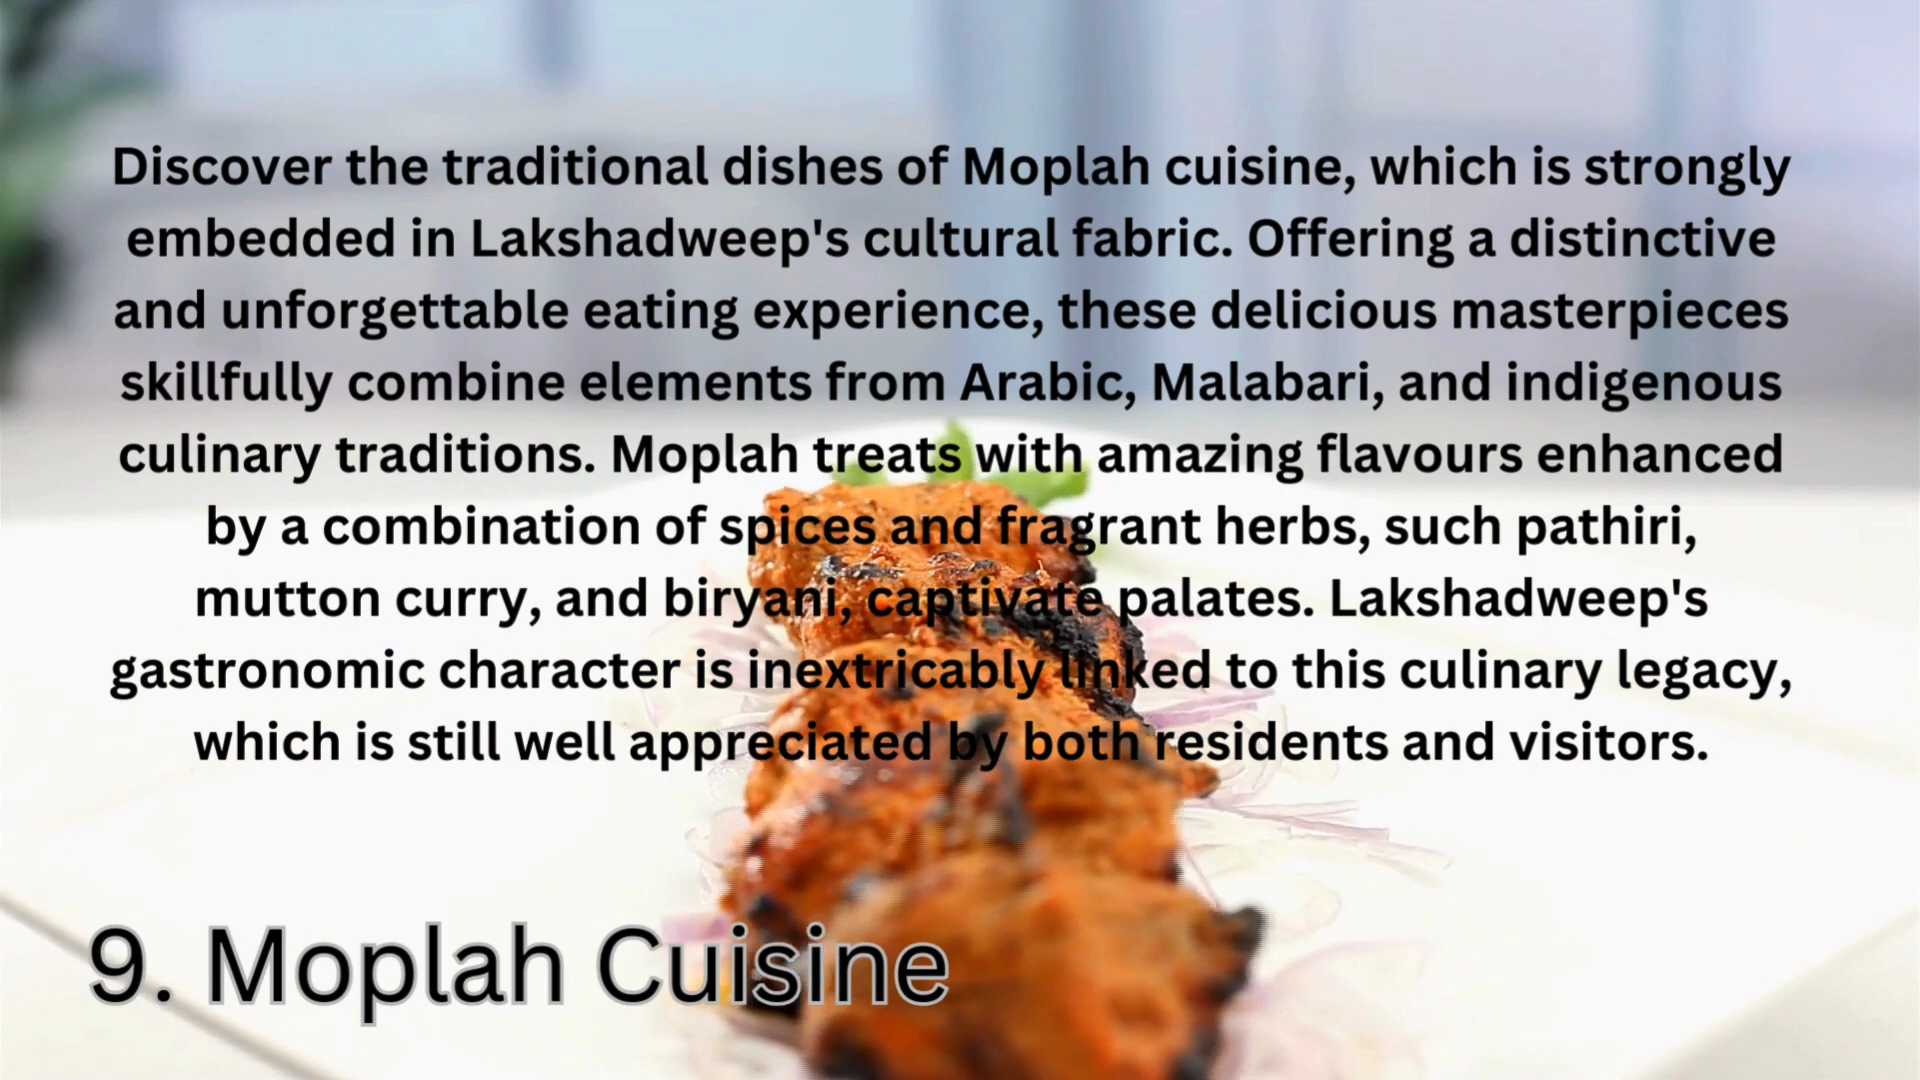 Discover the traditional dishes of Moplah cuisine, which is strongly
embedded in Lakshadweep's cultural fabric. Offering a distinctive
and unforgettable eating experience, these delicious masterpieces
skillfully combine elements from Arabic, Malabari, and indigenous
culinary traditions. Moplah treats with amazing flavours enhanced
by a combination of spices and fragrant herbs, such pathiri,
mutton curry, and biryani, captivate palates. Lakshadweep's
gastronomic character is inextricably linked to this culinary legacy,
which is still well appreciated by both residents and visitors.
9. Moplah Cuisine